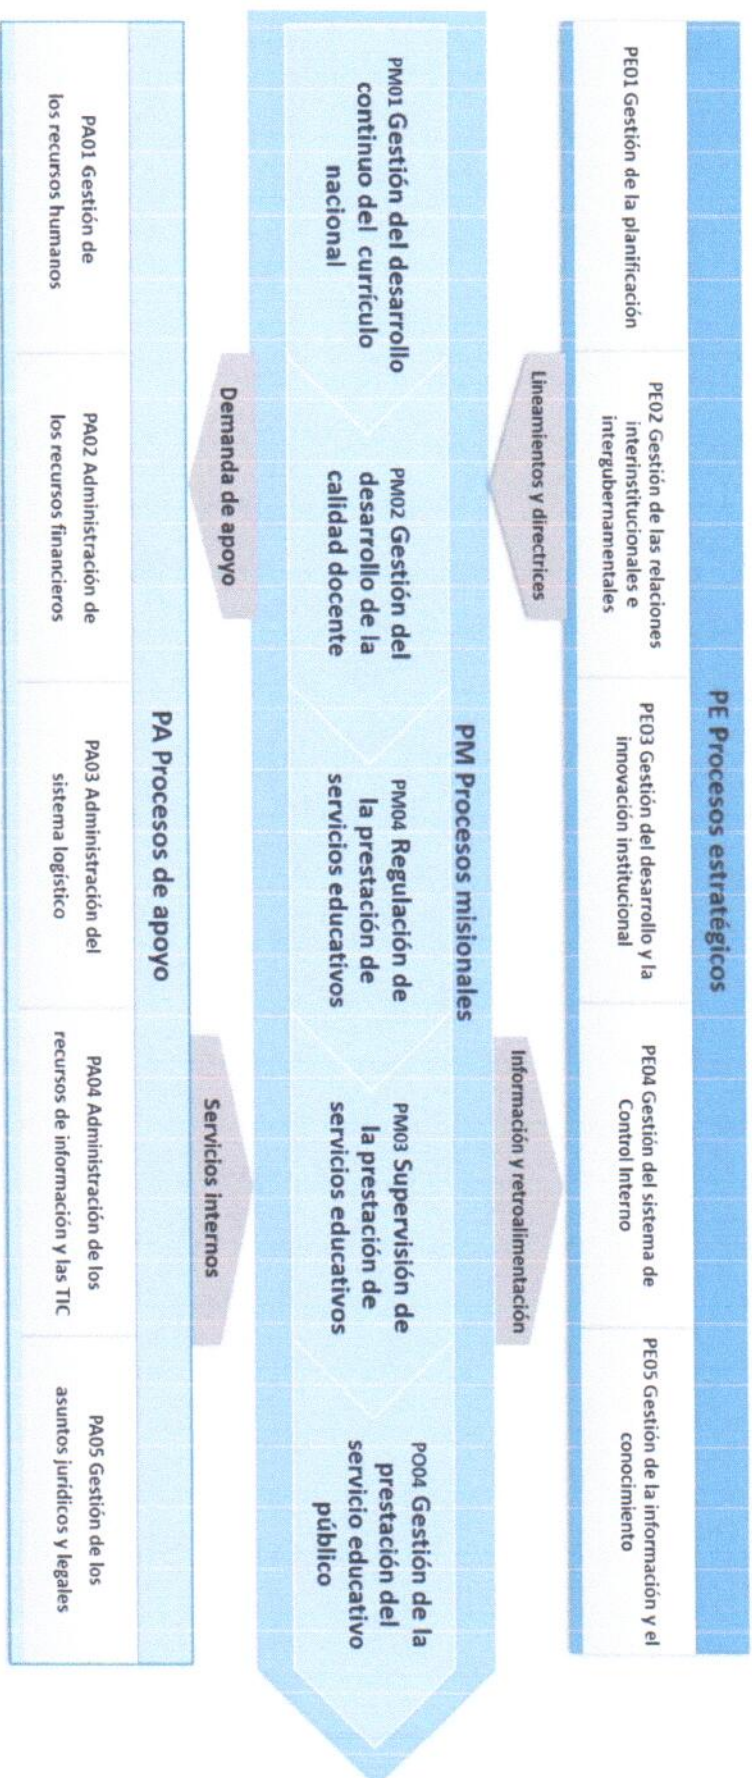 PE Procesos estratégicos
PE01 Gestión de la planificación
PE02 Gestión de las relaciones
interinstitucionales e
intergubernamentales
PE03 Gestión del desarrollo y la
innovación institucional
PE04 Gestión del sistema de
Control Interno
PE05 Gestión de la información y el
conocimiento
Lineamientos y directrices
Información y retroalimentación
PM Procesos misionales
PM01 Gestión del desarrollo
continuo del currículo
nacional
PM02 Gestión del
desarrollo de la
calidad docente
PM04 Regulación de
la prestación de
servicios educativos
PM03 Supervisión de
la prestación de
servicios educativos
PO04 Gestión de la
prestación del
servicio educativo
público
Demanda de apoyo
Servicios internos
PA Procesos de apoyo
PA01 Gestión de
los recursos humanos
PA02 Administración de
los recursos financieros
PA03 Administración del
sistema logístico
PA04 Administración de los
recursos de información y las TIC
PA05 Gestión de los
asuntos jurídicos y legales